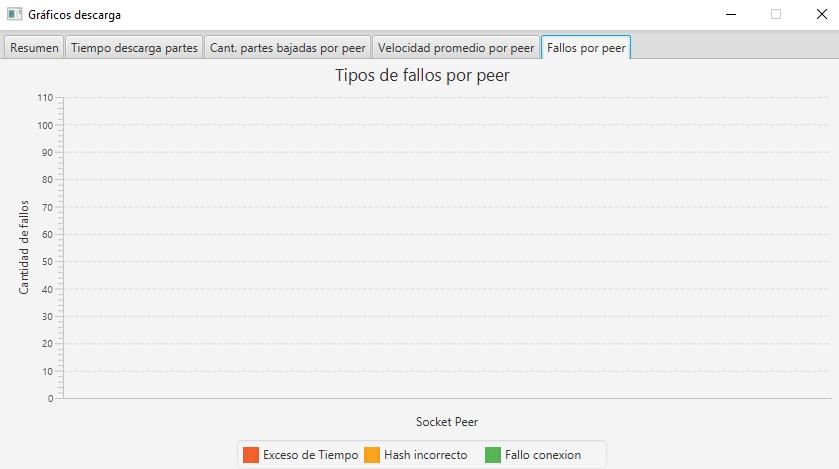 Gráficos descarga
Resumen Tiempo descarga partes Cant. partes bajadas por peer Velocidad promedio por peer Fallos por peer
Tipos de fallos por peer
110
100
90
80
70
60
50
40
30
20
10
0
Cantidad de fallos
Socket Peer
Exceso de Tiempo Hash incorrecto Fallo conexion